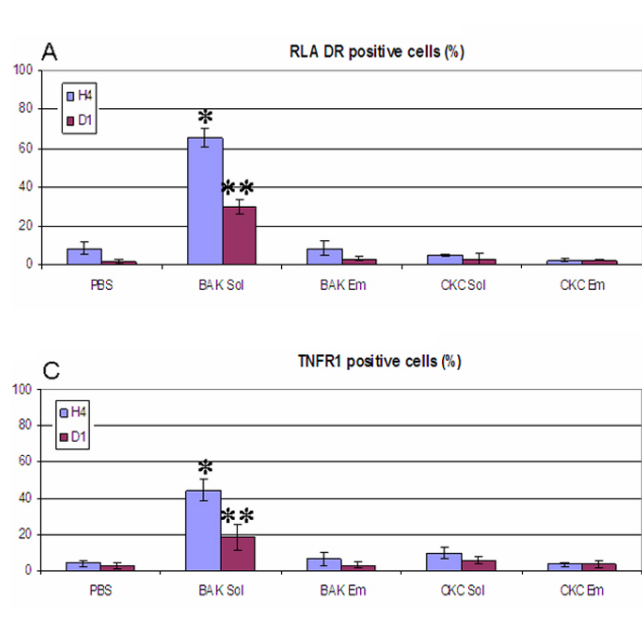 A
RLA DR positive cells (%)
100
H4
D1
80
*
60
40
**
20
0
PBS
BAK Sol
BAK Em
CKC Sol
CKC Em
C
TNFR1 positive cells (%)
100
H4
D1
80
60
*
40
**
20
0
PBS
BAK Sol
BAK Em
CKC Sol
CKC Em